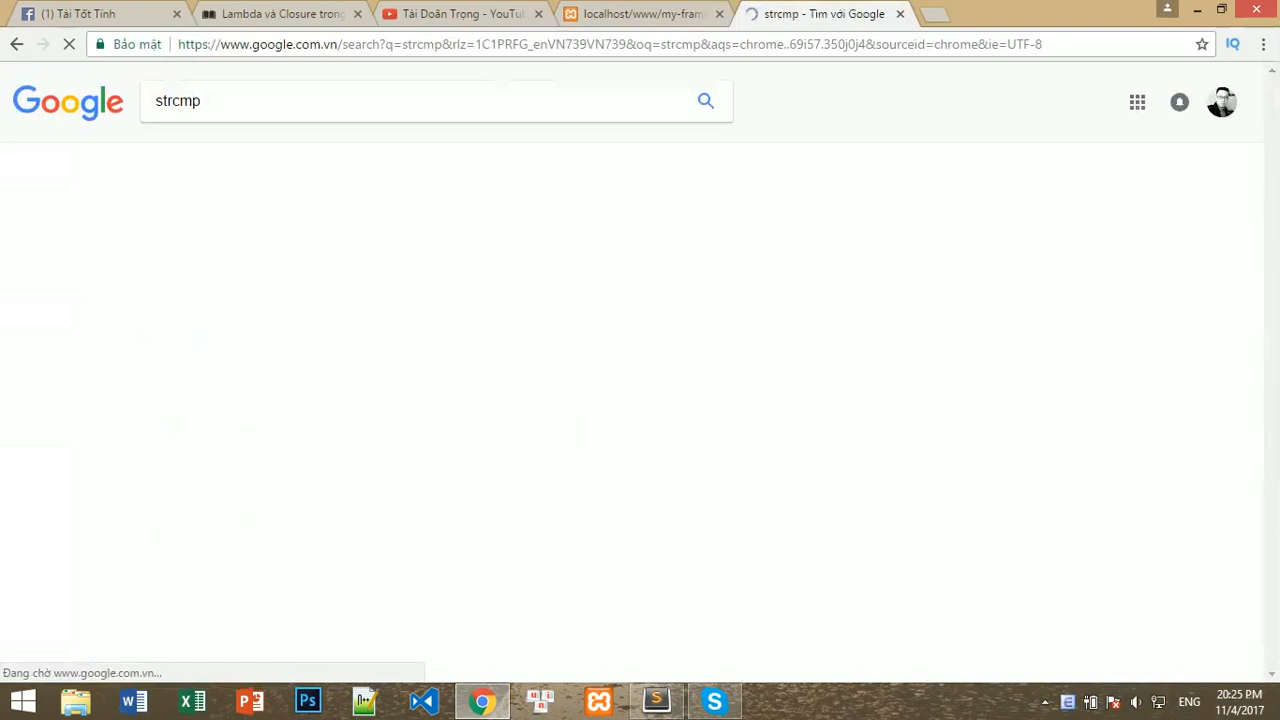 (1) Tài Tốt Tính
Lambda và Closure trong
Tài Doãn Trọng - YouTu
localhost/www/my-fram
strcmp - Tìm với Google
Bảo mật
https://www.google.com.vn/search?q=strcmp&rlz=1C1PRFG_enVN739VN739&oq=strcmp&aqs=chrome..69i57.350j0j4&sourceid=chrome&ie=UTF-8
IQ
Google
strcmp
Đang chờ www.google.com.vn...
ENG
20:25 PM
11/4/2017